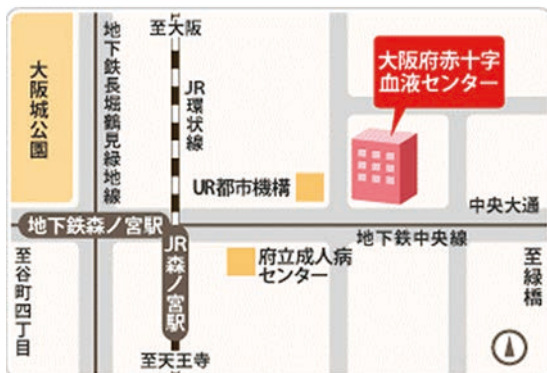 至大阪
大阪府赤十字
血液センター
地下鉄長堀鶴見緑地線
大阪城公園
JR環状線
UR都市機構
中央大通
地下鉄森ノ宮駅
地下鉄中央線
JR森ノ宮駅
府立成人病
センター
至谷町四丁目
至緑橋
至天王寺